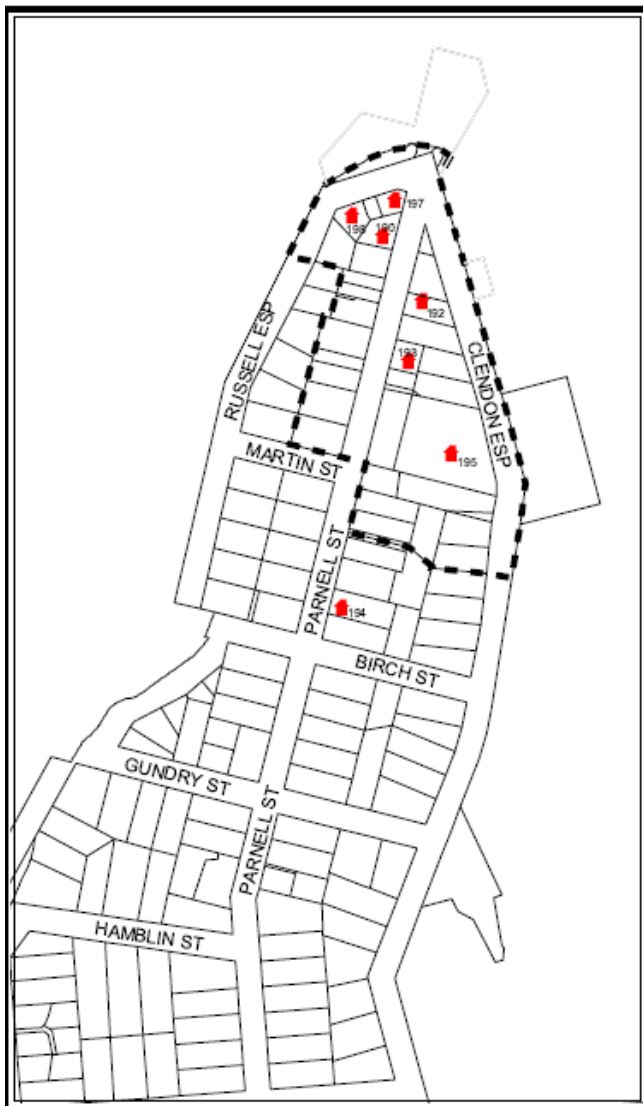 197
198
190
192
193
RUSSELL ESP
CLENDON ESP
195
MARTIN ST
PARNELL ST
194
BIRCH ST
GUNDRY ST
PARNELL ST
HAMBLIN ST